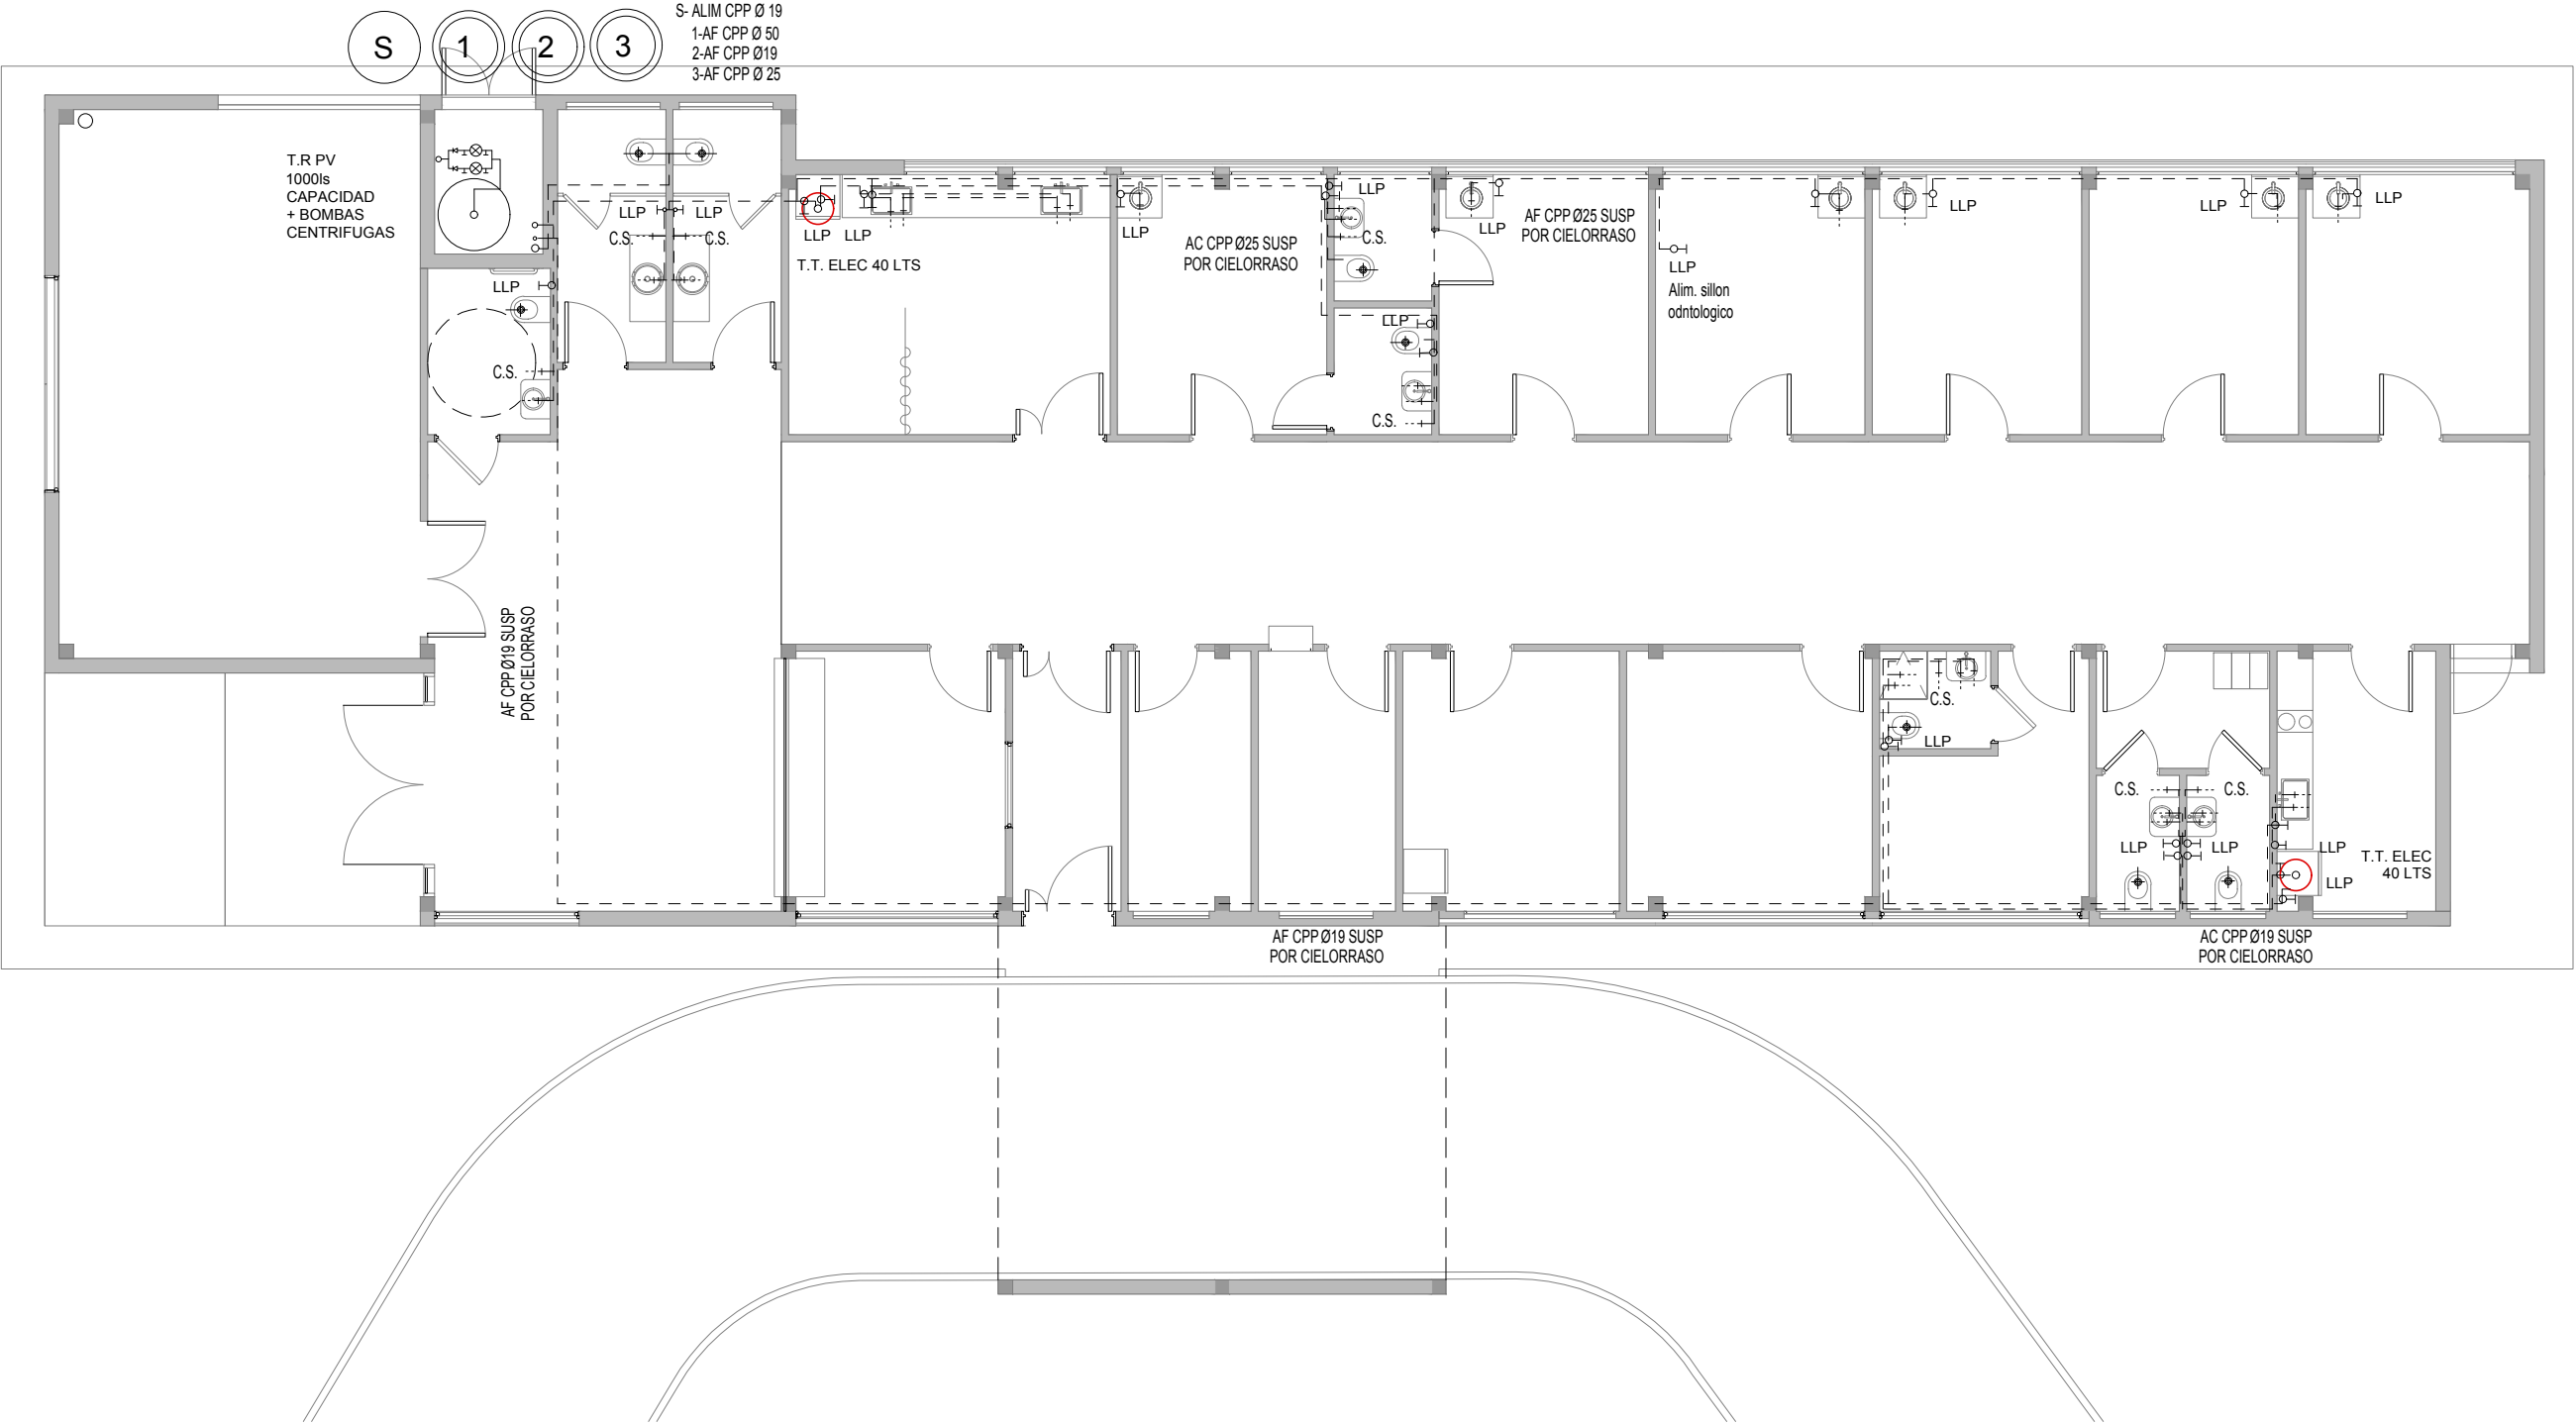 S- ALIM CPP Ø 19
1-AF CPP Ø 50
2-AF CPP Ø19
3-AF CPP Ø 25
S
1
2
3
T.R PV
1000ls
CAPACIDAD
+ BOMBAS
CENTRIFUGAS
LLP
LLP
C.S.
C.S.
LLP
C.S.
LLP
LLP
T.T. ELEC 40 LTS
LLP
AC CPP Ø25 SUSP
POR CIELORRASO
LLP
C.S.
LLP
C.S.
LLP
AF CPP Ø25 SUSP
POR CIELORRASO
LLP
Alim. sillon
odntologico
LLP
LLP
LLP
AF CPP Ø19 SUSP
POR CIELORRASO
C.S.
LLP
C.S.
C.S.
LLP
LLP
LLP
T.T. ELEC
40 LTS
LLP
AF CPP Ø19 SUSP
POR CIELORRASO
AC CPP Ø19 SUSP
POR CIELORRASO